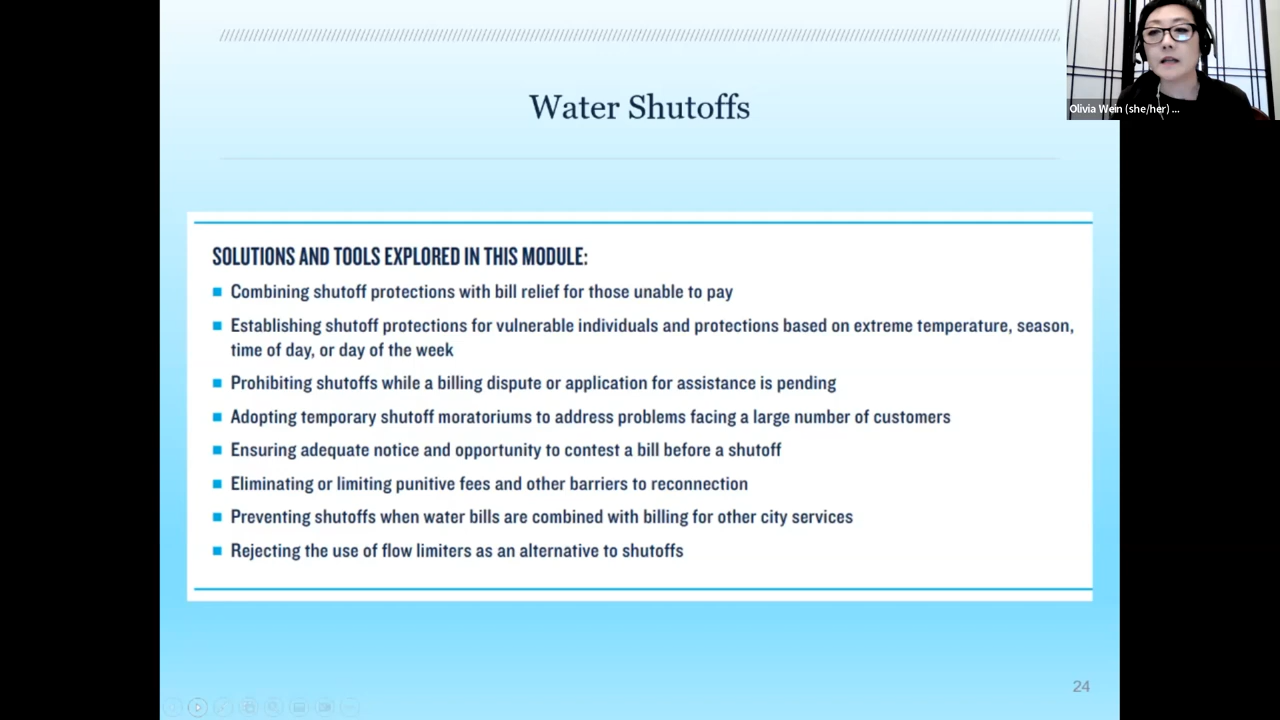 Olivia Wein (she/her) ...
Water Shutoffs
SOLUTIONS AND TOOLS EXPLORED IN THIS MODULE:
■ Combining shutoff protections with bill relief for those unable to pay
■ Establishing shutoff protections for vulnerable individuals and protections based on extreme temperature, season,
time of day, or day of the week
■ Prohibiting shutoffs while a billing dispute or application for assistance is pending
■ Adopting temporary shutoff moratoriums to address problems facing a large number of customers
■ Ensuring adequate notice and opportunity to contest a bill before a shutoff
■ Eliminating or limiting punitive fees and other barriers to reconnection
■ Preventing shutoffs when water bills are combined with billing for other city services
■ Rejecting the use of flow limiters as an alternative to shutoffs
24